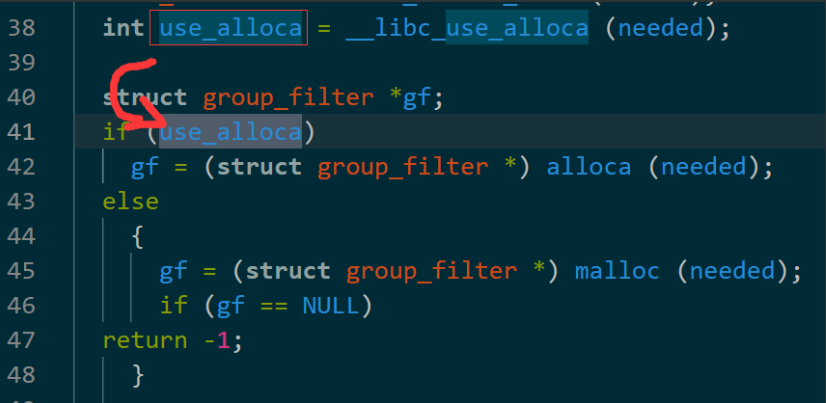 38 int use_alloca = __libc_use_alloca (needed);
39
40 struct group_filter *gf;
41 if (use_alloca)
42 gf = (struct group_filter *) alloca (needed);
43 else
44 {
45 gf = (struct group_filter *) malloc (needed);
46 if (gf == NULL)
47 return -1;
48 }